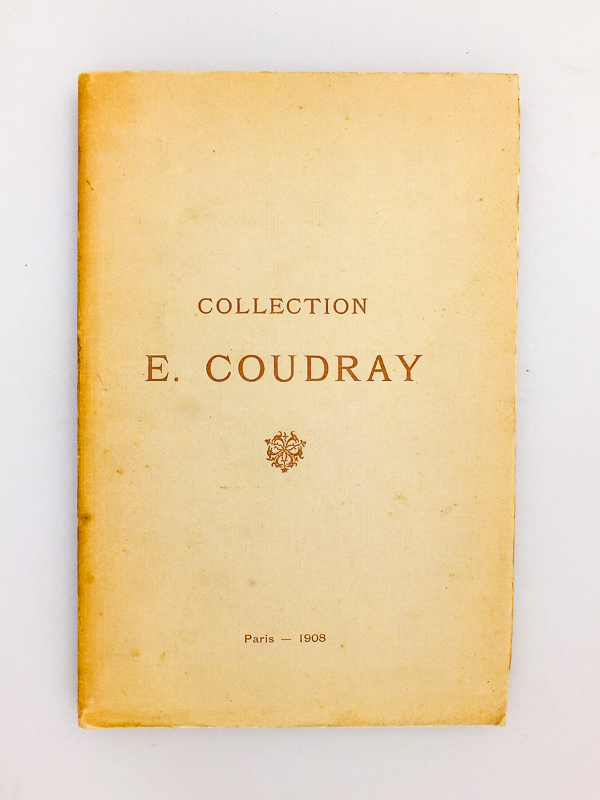 COLLECTION
E. COUDRAY
Paris — 1908